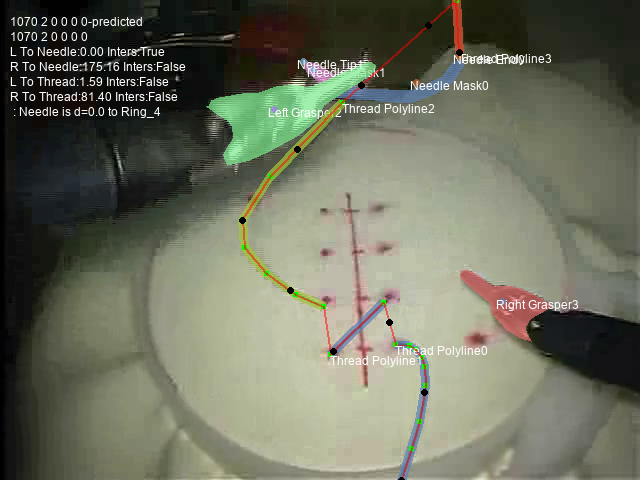 1070 2 0 0 0 0-predicted
1070 2 0 0 0 0
L To Needle:0.00 Inters:True
R To Needle:175:16 Inters:False
L To Thread:1.59 Inters:False
R To Thread:81.40 Inters:False
: Needle is d=0.0 to Ring_4
Needle Tip
Needle Mask1
Needle End0
Thread Polyline3
Needle Mask0
Left Grasper2
Thread Polyline2
Right Grasper3
Thread Polyline0
Thread Polyline